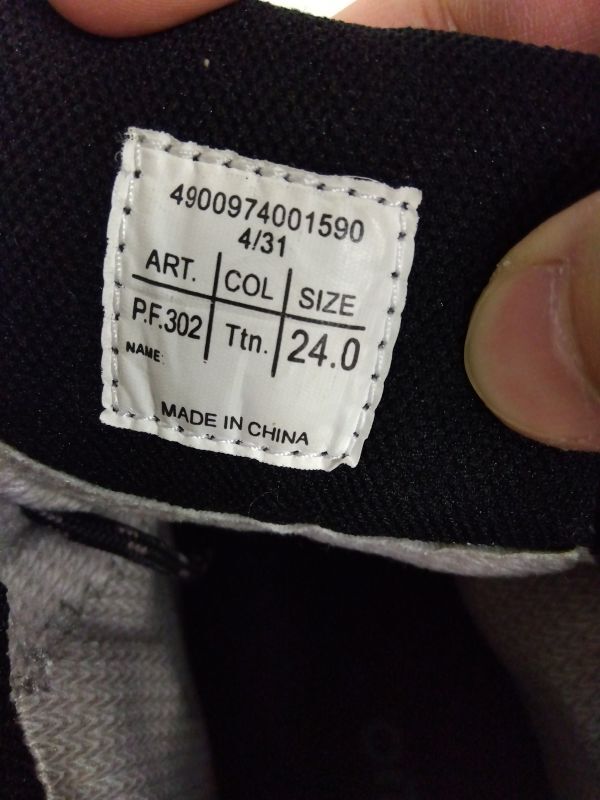 4900974001590
4/31
ART. COL SIZE
P.F.302 Ttn. 24.0
NAME:
MADE IN CHINA